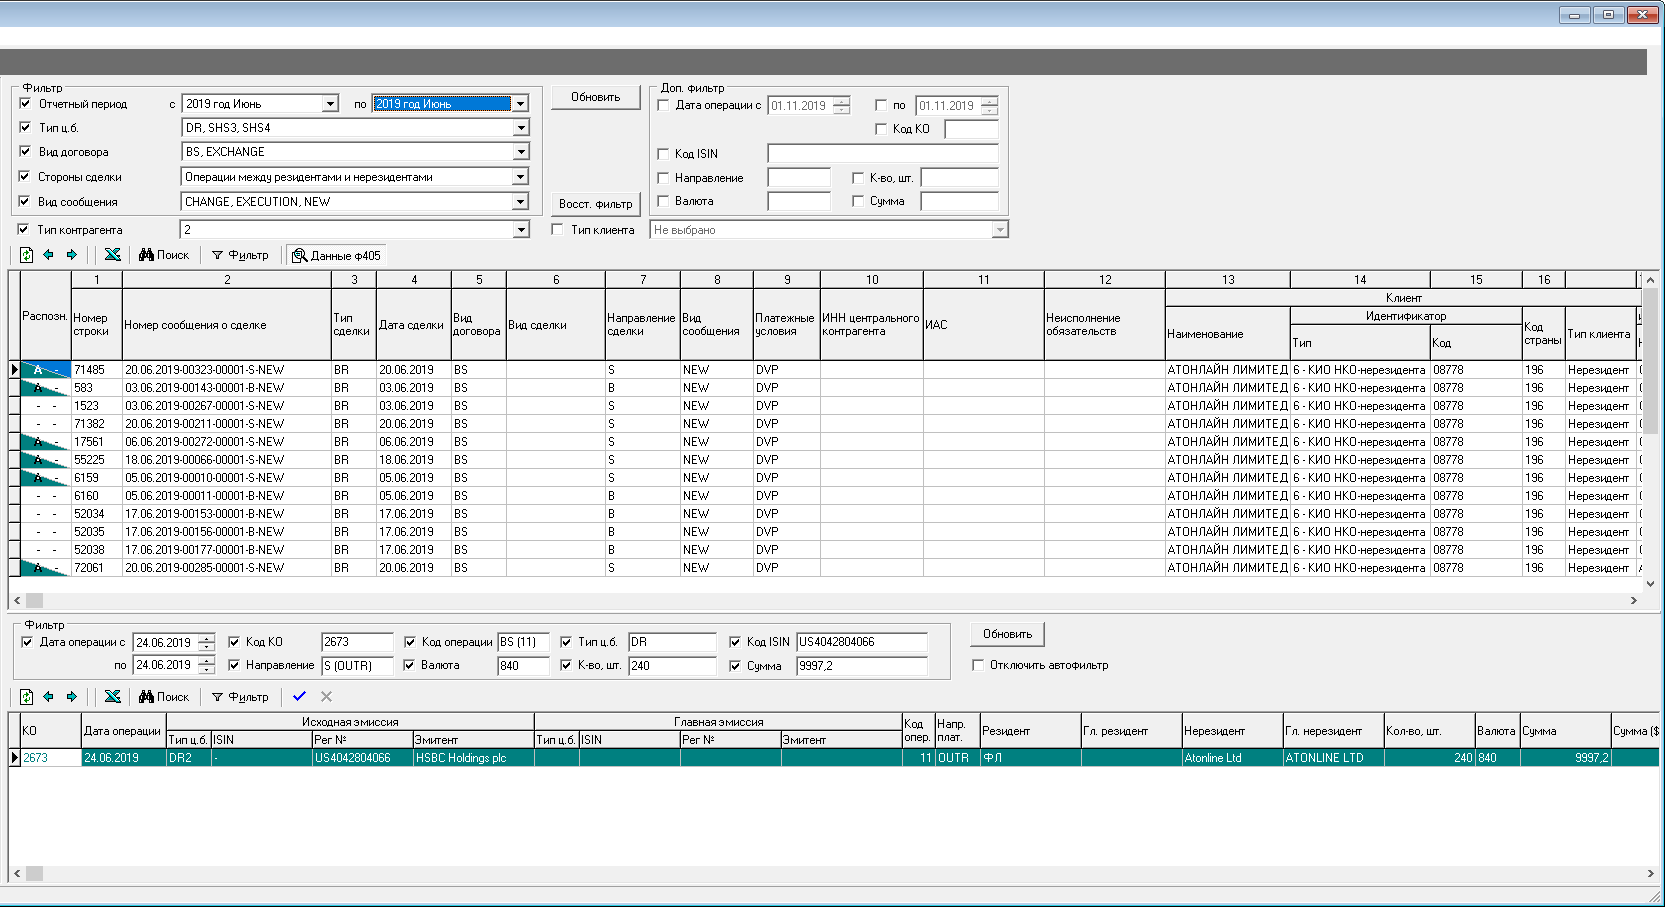 Фильтр
Отчетный период с 2019 год Июнь по 2019 год Июнь
Тип ц.б. DR, SHS3, SHS4
Вид договора BS, EXCHANGE
Стороны сделки Операции между резидентами и нерезидентами
Вид сообщения CHANGE, EXECUTION, NEW
Тип контрагента 2
Обновить
Восст. фильтр
Доп. фильтр
Дата операции с 01.11.2019 по 01.11.2019
Код КО
Код ISIN
Направление К-во, шт.
Валюта Сумма
Тип клиента Не выбрано
Поиск Фильтр Данные ф405
1 2 3 4 5 6 7 8 9 10 11 12 13 14 15 16
Распозн. Номер строки Номер сообщения о сделке Тип сделки Дата сделки Вид договора Вид сделки Направление сделки Вид сообщения Платежные условия ИНН центрального контрагента ИАС Неисполнение обязательств Клиент
Наименование Идентификатор Тип Код Код страны Тип клиента
А - 71485 20.06.2019-00323-00001-S-NEW BR 20.06.2019 BS S NEW DVP АТОНЛАЙН ЛИМИТЕД 6 - КИО НКО-нерезидента 08778 196 Нерезидент
А - 583 03.06.2019-00143-00001-B-NEW BR 03.06.2019 BS B NEW DVP АТОНЛАЙН ЛИМИТЕД 6 - КИО НКО-нерезидента 08778 196 Нерезидент
- - 1523 03.06.2019-00267-00001-S-NEW BR 03.06.2019 BS S NEW DVP АТОНЛАЙН ЛИМИТЕД 6 - КИО НКО-нерезидента 08778 196 Нерезидент
- - 71382 20.06.2019-00211-00001-S-NEW BR 20.06.2019 BS S NEW DVP АТОНЛАЙН ЛИМИТЕД 6 - КИО НКО-нерезидента 08778 196 Нерезидент
А - 17561 06.06.2019-00272-00001-S-NEW BR 06.06.2019 BS S NEW DVP АТОНЛАЙН ЛИМИТЕД 6 - КИО НКО-нерезидента 08778 196 Нерезидент
А - 55225 18.06.2019-00066-00001-S-NEW BR 18.06.2019 BS S NEW DVP АТОНЛАЙН ЛИМИТЕД 6 - КИО НКО-нерезидента 08778 196 Нерезидент
А - 6159 05.06.2019-00010-00001-S-NEW BR 05.06.2019 BS S NEW DVP АТОНЛАЙН ЛИМИТЕД 6 - КИО НКО-нерезидента 08778 196 Нерезидент
- - 6160 05.06.2019-00011-00001-B-NEW BR 05.06.2019 BS B NEW DVP АТОНЛАЙН ЛИМИТЕД 6 - КИО НКО-нерезидента 08778 196 Нерезидент
- - 52034 17.06.2019-00153-00001-B-NEW BR 17.06.2019 BS B NEW DVP АТОНЛАЙН ЛИМИТЕД 6 - КИО НКО-нерезидента 08778 196 Нерезидент
- - 52035 17.06.2019-00156-00001-B-NEW BR 17.06.2019 BS B NEW DVP АТОНЛАЙН ЛИМИТЕД 6 - КИО НКО-нерезидента 08778 196 Нерезидент
- - 52038 17.06.2019-00177-00001-B-NEW BR 17.06.2019 BS B NEW DVP АТОНЛАЙН ЛИМИТЕД 6 - КИО НКО-нерезидента 08778 196 Нерезидент
А - 72061 20.06.2019-00285-00001-S-NEW BR 20.06.2019 BS S NEW DVP АТОНЛАЙН ЛИМИТЕД 6 - КИО НКО-нерезидента 08778 196 Нерезидент
Фильтр
Дата операции с 24.06.2019 Код КО 2673 Код операции BS (11) Тип ц.б. DR Код ISIN US4042804066 Обновить
по 24.06.2019 Направление S (OUTR) Валюта 840 К-во, шт. 240 Сумма 9997,2 Отключить автофильтр
Поиск Фильтр
КО Дата операции Исходная эмиссия Главная эмиссия Код опер. Напр. плат. Резидент Гл. резидент Нерезидент Гл. нерезидент Кол-во, шт. Валюта Сумма Сумма ($
Тип ц.б. ISIN Рег № Эмитент Тип ц.б. ISIN Рег № Эмитент
2673 24.06.2019 DR2 - US4042804066 HSBC Holdings plc 11 OUTR ФЛ Atonline Ltd ATONLINE LTD 240 840 9997,2